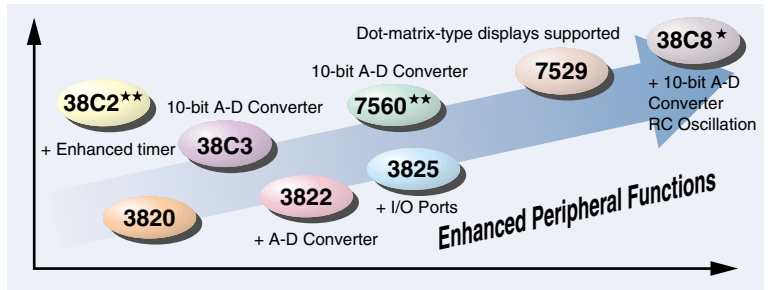 Dot-matrix-type displays supported
38C8 ★
7529
10-bit A-D Converter
+ 10-bit A-D
Converter
RC Oscillation
38C2★★
10-bit A-D Converter
7560★★
+ Enhanced timer
38C3
3825
3822
+ I/O Ports
3820
+ A-D Converter
Enhanced Peripheral Functions